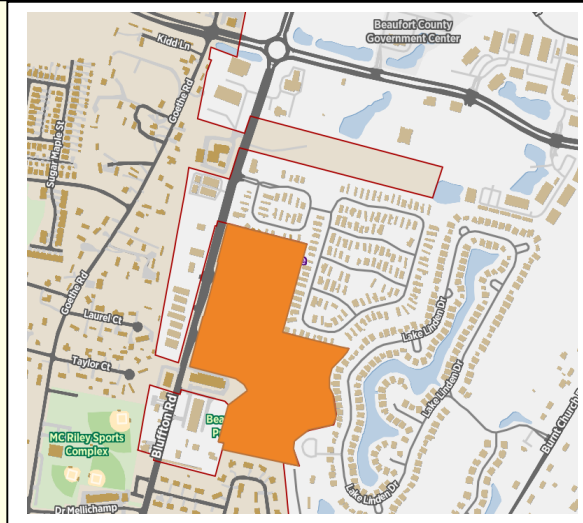 Beaufort County
Government Center
Kidd Ln
Goethe Rd
Sugar Maple St
Goethe Rd
Laurel Ct
Lake Linden Dr
Taylor Ct
Lake Linden Dr
Bluffton Rd
Bea
P
Burnt Church
MC Riley Sports
Complex
Lake Linden Dr
Dr Mellichamp